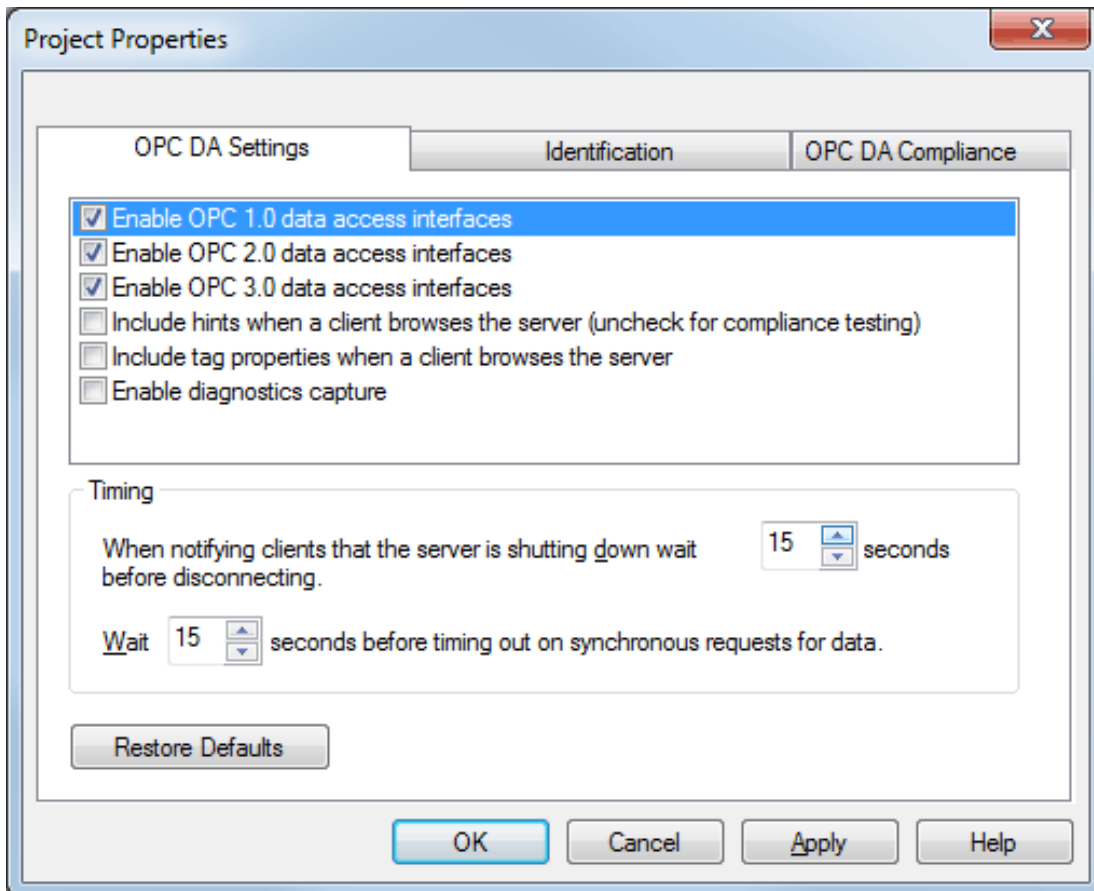 Project Properties
OPC DA Settings
Identification
OPC DA Compliance
Enable OPC 1.0 data access interfaces
Enable OPC 2.0 data access interfaces
Enable OPC 3.0 data access interfaces
Include hints when a client browses the server (uncheck for compliance testing)
Include tag properties when a client browses the server
Enable diagnostics capture
Timing
When notifying clients that the server is shutting down wait 15 seconds
before disconnecting.
Wait 15 seconds before timing out on synchronous requests for data.
Restore Defaults
OK
Cancel
Apply
Help